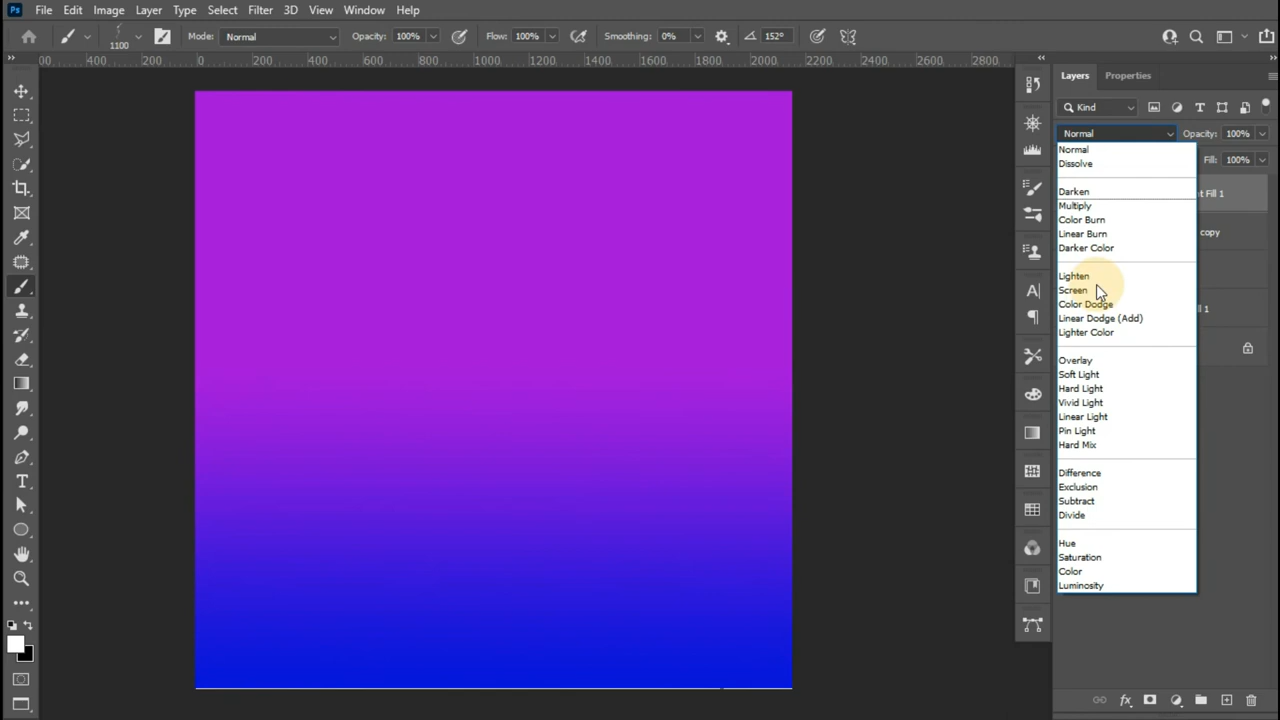 Ps File Edit Image Layer Type Select Filter 3D View Window Help
1100 Mode: Normal Opacity: 100% Flow: 100% Smoothing: 0% 152°
00 400 200 0 200 400 600 800 1000 1200 1400 1600 1800 2000 2200 2400 2600 2800
Layers Properties
Kind
Normal Opacity: 100%
Fill: 100%
Normal
Dissolve
Darken
t Fill 1
Multiply
Color Burn
Linear Burn
copy
Darker Color
Lighten
Screen
Color Dodge
l 1
Linear Dodge (Add)
Lighter Color
Overlay
Soft Light
Hard Light
Vivid Light
Linear Light
Pin Light
Hard Mix
Difference
Exclusion
Subtract
Divide
Hue
Saturation
Color
Luminosity